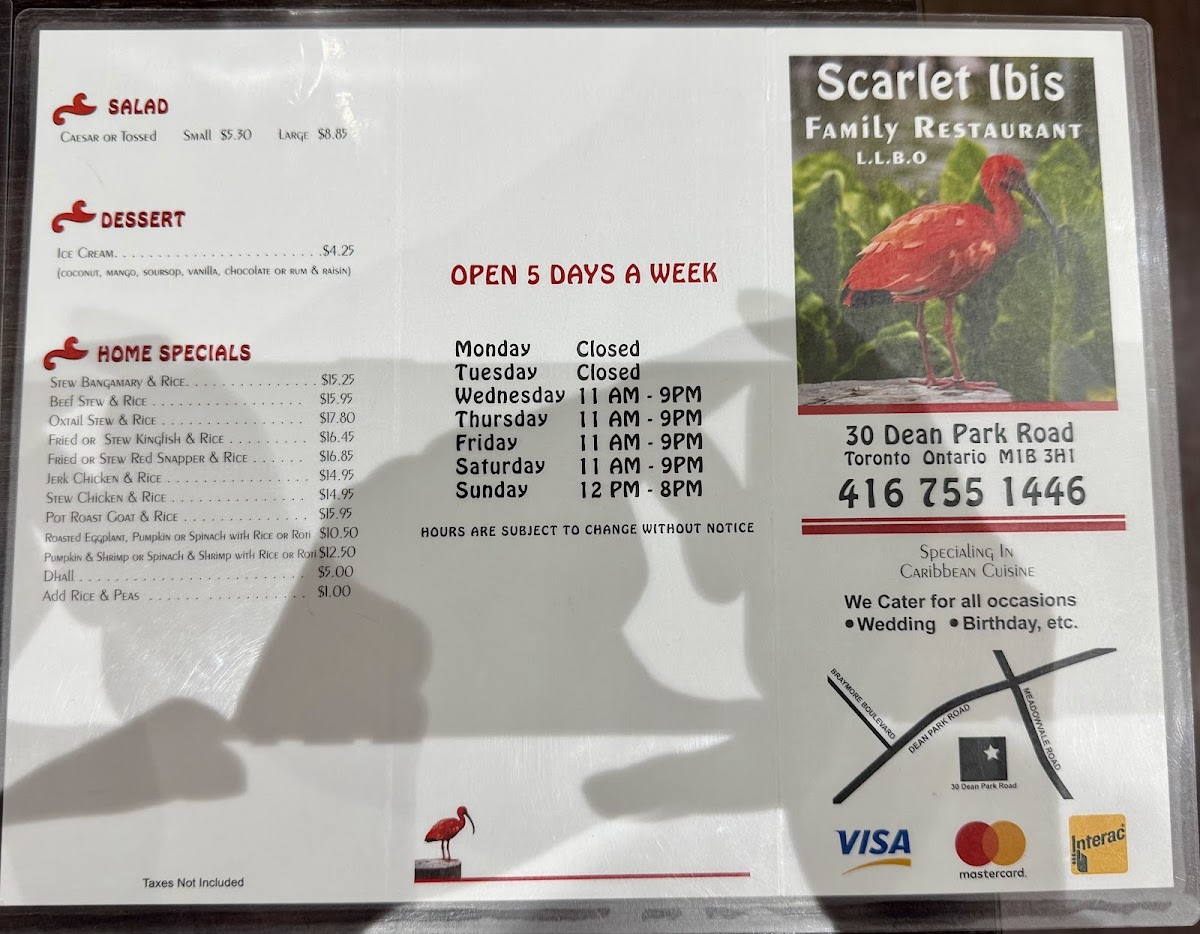 SALAD
Caesar or Tossed Small $5.30 Large $8.85
DESSERT
Ice Cream. . . . . . . . . . . . . . . . . . . . . . .$4.25
(coconut, mango, soursop, vanilla, chocolate or rum & raisin)
HOME SPECIALS
Stew Bangamary & Rice. . . . . . . . . . . . . . . $15.25
Beef Stew & Rice . . . . . . . . . . . . . . . . . $15.95
Oxtail Stew & Rice . . . . . . . . . . . . . . . . $17.80
Fried or Stew Kingfish & Rice . . . . . . . . . $16.45
Fried or Stew Red Snapper & Rice . . . . . . $16.85
Jerk Chicken & Rice . . . . . . . . . . . . . . . . $14.95
Stew Chicken & Rice . . . . . . . . . . . . . . . $14.95
Pot Roast Goat & Rice . . . . . . . . . . . . . . $15.95
Roasted Eggplant, Pumpkin or Spinach with Rice or Roti $10.50
Pumpkin & Shrimp or Spinach & Shrimp with Rice or Roti $12.50
Dhall . . . . . . . . . . . . . . . . . . . . . . . . . . $5.00
Add Rice & Peas . . . . . . . . . . . . . . . . . . $1.00
Taxes Not Included
OPEN 5 DAYS A WEEK
Monday Closed
Tuesday Closed
Wednesday 11 AM - 9PM
Thursday 11 AM - 9PM
Friday 11 AM - 9PM
Saturday 11 AM - 9PM
Sunday 12 PM - 8PM
HOURS ARE SUBJECT TO CHANGE WITHOUT NOTICE
Scarlet Ibis
Family Restaurant
L.L.B.O
30 Dean Park Road
Toronto Ontario M1B 3H1
416 755 1446
Specialing In
Caribbean Cuisine
We Cater for all occasions
•Wedding •Birthday, etc.
BRAYMORE BOULEVARD
DEAN PARK ROAD
MEADOWVALE ROAD
30 Dean Park Road
VISA
mastercard.
Interac